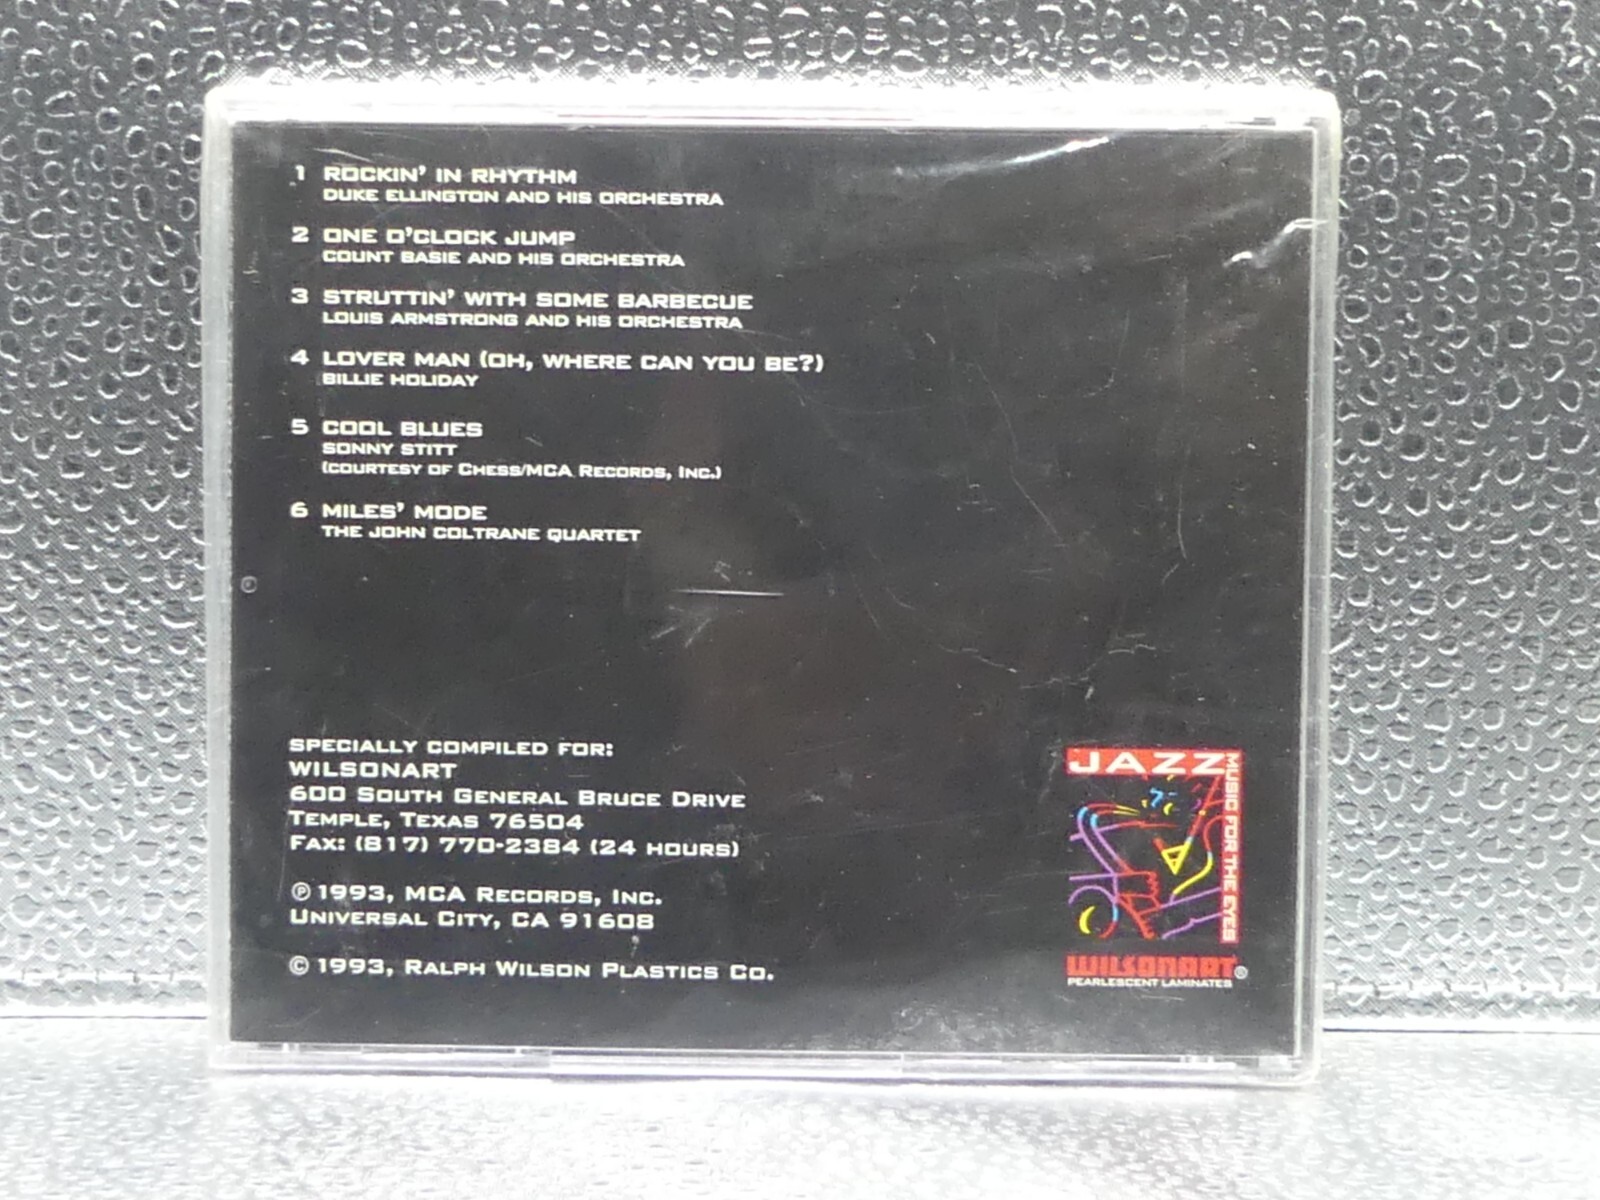 1 ROCKIN' IN RHYTHM
DUKE ELLINGTON AND HIS ORCHESTRA
2 ONE O'CLOCK JUMP
COUNT BASIE AND HIS ORCHESTRA
3 STRUTTIN' WITH SOME BARBECUE
LOUIS ARMSTRONG AND HIS ORCHESTRA
4 LOVER MAN (OH, WHERE CAN YOU BE?)
BILLIE HOLIDAY
5 COOL BLUES
SONNY STITT
(COURTESY OF CHESS/MCA RECORDS, INC.)
6 MILES' MODE
THE JOHN COLTRANE QUARTET
SPECIALLY COMPILED FOR:
WILSONART
600 SOUTH GENERAL BRUCE DRIVE
TEMPLE, TEXAS 76504
FAX: (817) 770-2384 (24 HOURS)
℗ 1993, MCA RECORDS, INC.
UNIVERSAL CITY, CA 91608
© 1993, RALPH WILSON PLASTICS CO.
JAZZ
MUSIC FOR THE EYES
WILSONART®
PEARLESCENT LAMINATES